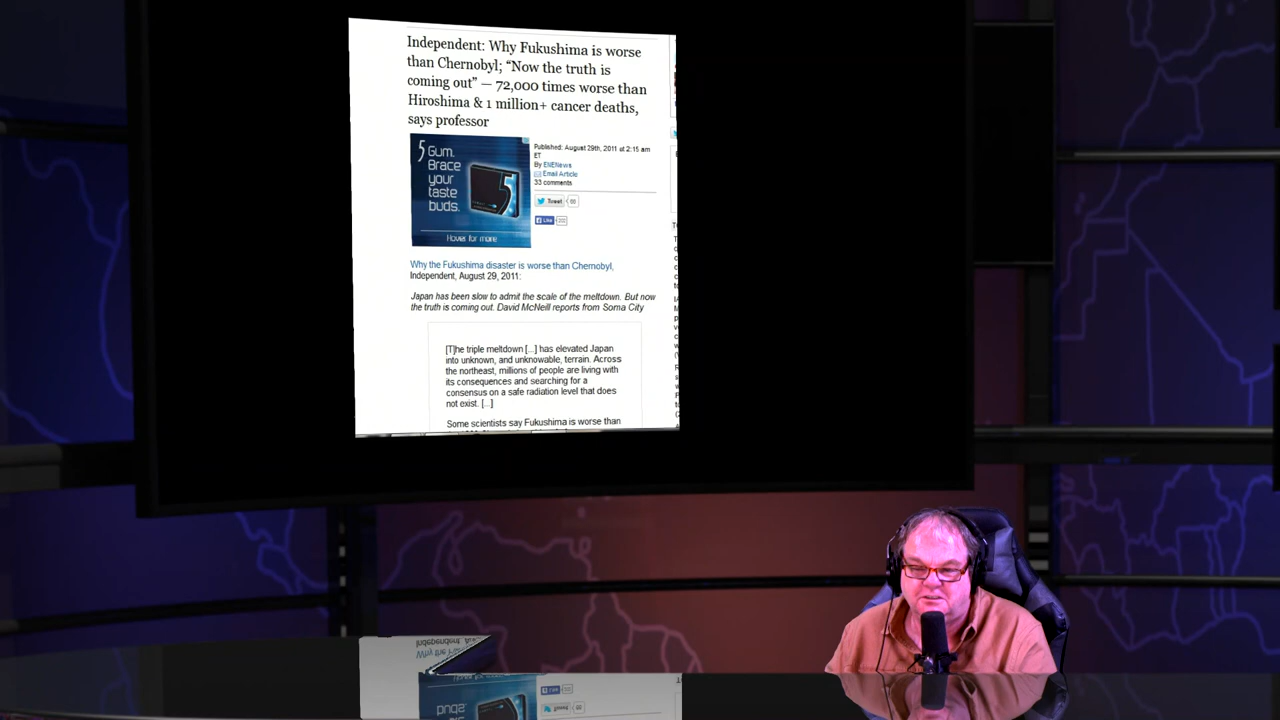 Independent: Why Fukushima is worse
than Chernobyl; “Now the truth is
coming out” — 72,000 times worse than
Hiroshima & 1 million+ cancer deaths,
says professor
5 Gum.
Brace
your
taste
buds.
5
Hover for more
Published: August 29th, 2011 at 2:15 am
ET
By ENENews
Email Article
33 comments
Tweet
Like
Why the Fukushima disaster is worse than Chernobyl,
Independent, August 29, 2011:
Japan has been slow to admit the scale of the meltdown. But now
the truth is coming out. David McNeill reports from Soma City
[T]he triple meltdown [...] has elevated Japan
into unknown, and unknowable, terrain. Across
the northeast, millions of people are living with
its consequences and searching for a
consensus on a safe radiation level that does
not exist. [...]
Some scientists say Fukushima is worse than